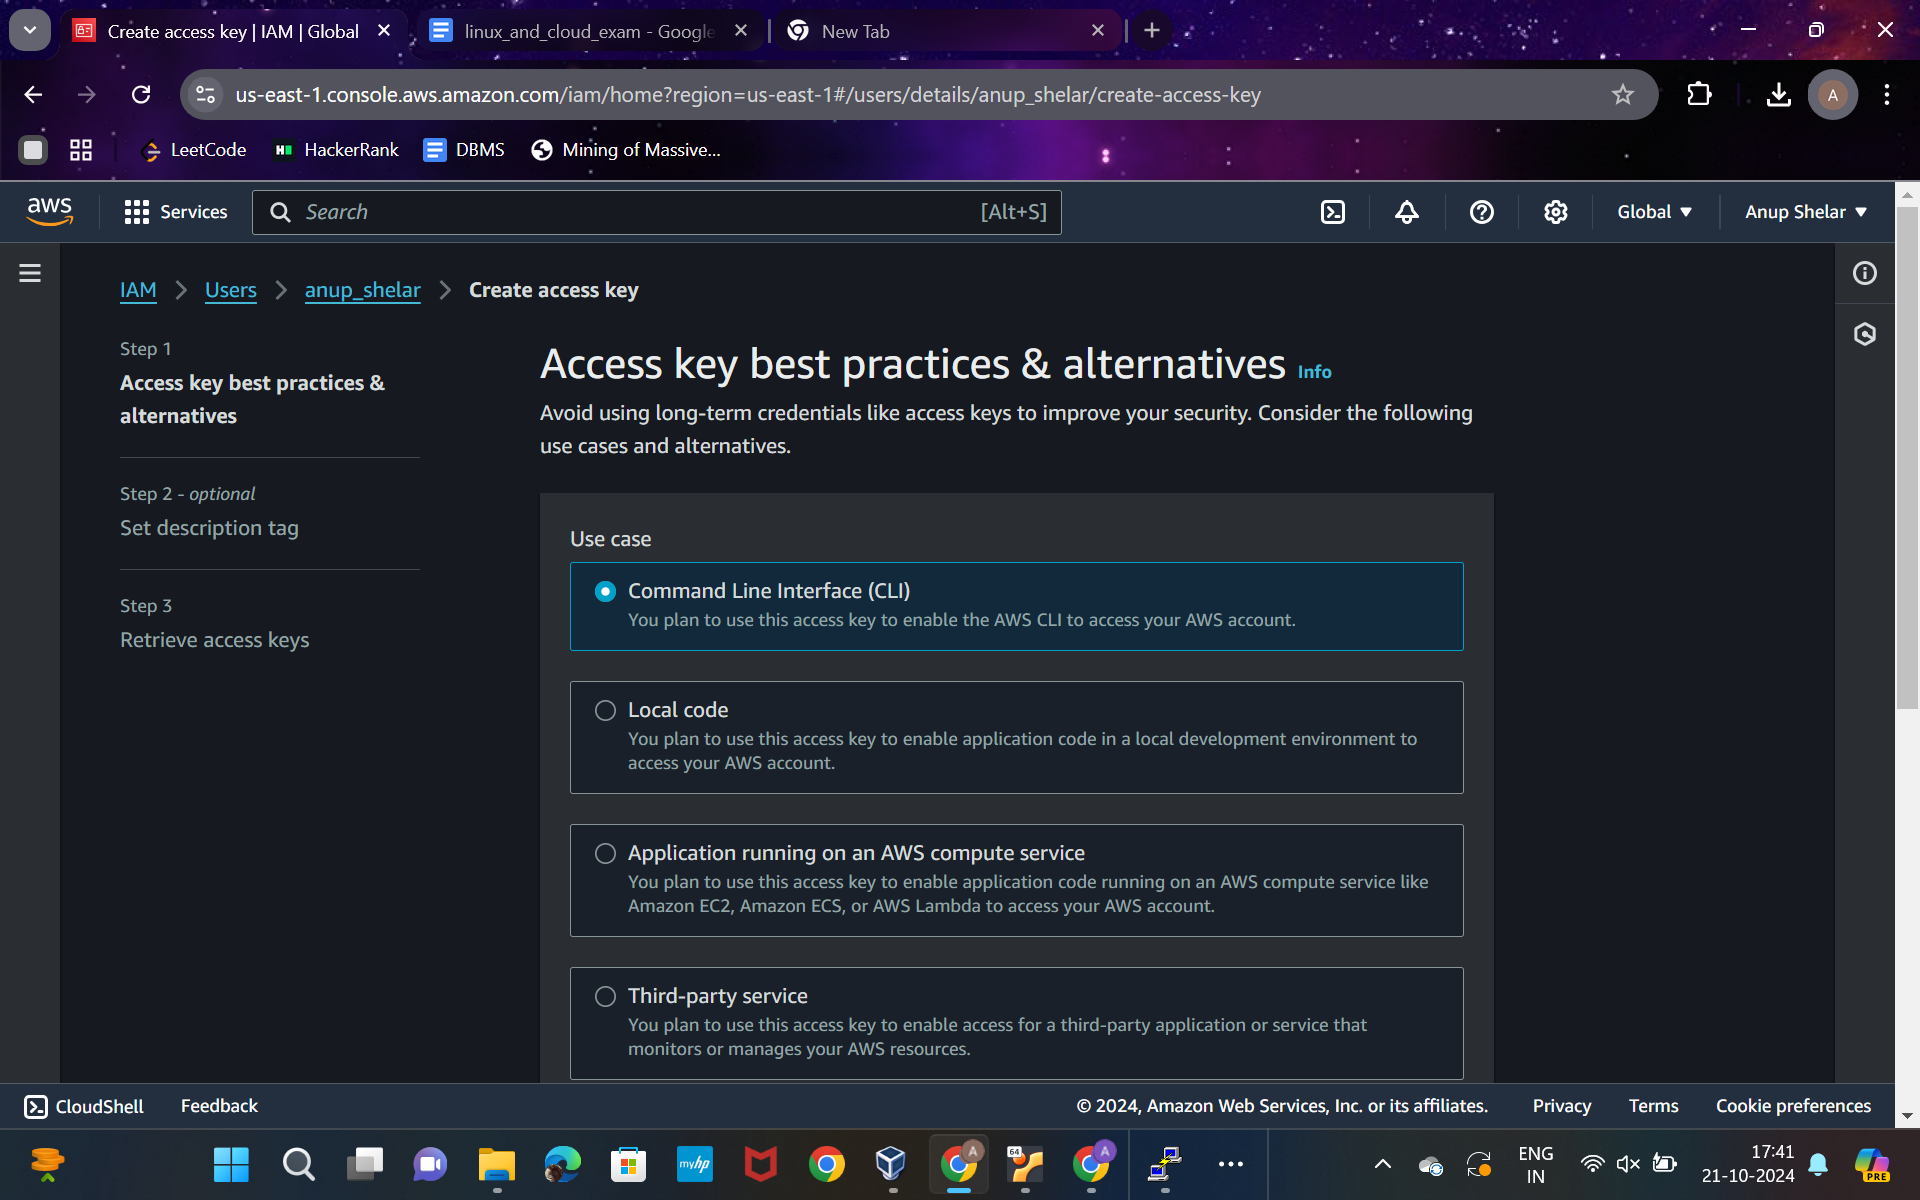 Create access key | IAM | Global
linux_and_cloud_exam - Google
New Tab
us-east-1.console.aws.amazon.com/iam/home?region=us-east-1#/users/details/anup_shelar/create-access-key
A
LeetCode
HackerRank
DBMS
Mining of Massive...
aws
Services
Search
[Alt+S]
Global
Anup Shelar
IAM
Users
anup_shelar
Create access key
Step 1
Access key best practices &
alternatives
Step 2 - optional
Set description tag
Step 3
Retrieve access keys
Access key best practices & alternatives Info
Avoid using long-term credentials like access keys to improve your security. Consider the following
use cases and alternatives.
Use case
Command Line Interface (CLI)
You plan to use this access key to enable the AWS CLI to access your AWS account.
Local code
You plan to use this access key to enable application code in a local development environment to
access your AWS account.
Application running on an AWS compute service
You plan to use this access key to enable application code running on an AWS compute service like
Amazon EC2, Amazon ECS, or AWS Lambda to access your AWS account.
Third-party service
You plan to use this access key to enable access for a third-party application or service that
monitors or manages your AWS resources.
CloudShell
Feedback
© 2024, Amazon Web Services, Inc. or its affiliates.
Privacy
Terms
Cookie preferences
myhp
A
64
A
ENG
IN
17:41
21-10-2024
PRE